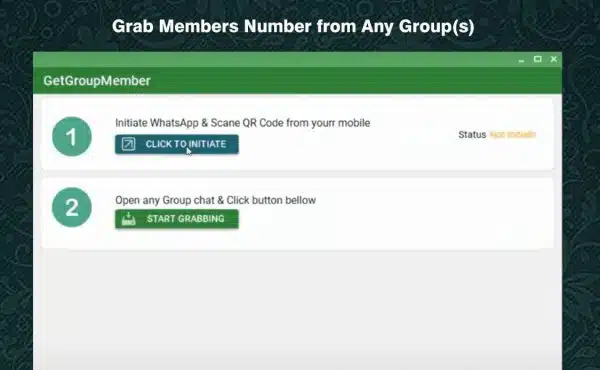 Grab Members Number from Any Group(s)
GetGroupMember
1
Initiate WhatsApp & Scane QR Code from yourr mobile
CLICK TO INITIATE
Status Not Initialt
2
Open any Group chat & Click button bellow
START GRABBING